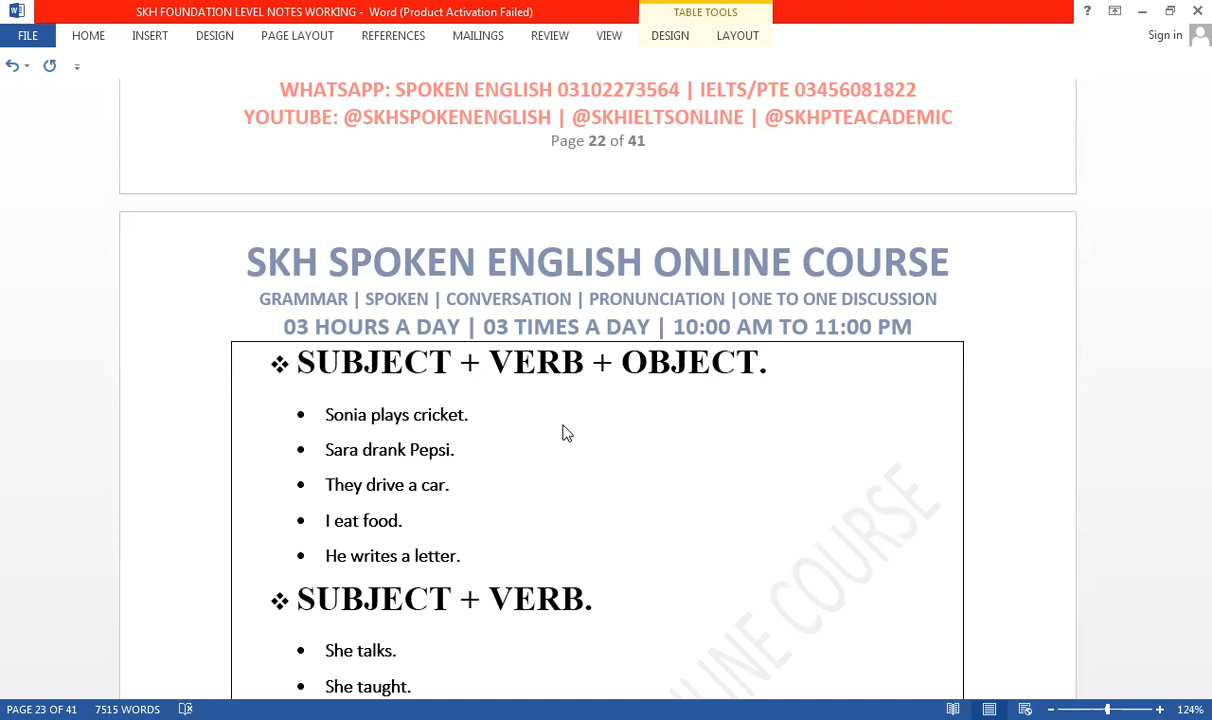 SKH FOUNDATION LEVEL NOTES WORKING - Word (Product Activation Failed)
TABLE TOOLS
?
FILE HOME INSERT DESIGN PAGE LAYOUT REFERENCES MAILINGS REVIEW VIEW DESIGN LAYOUT Sign in
WHATSAPP: SPOKEN ENGLISH 03102273564 | IELTS/PTE 03456081822
YOUTUBE: @SKHSPOKENENGLISH | @SKHIELTSONLINE | @SKHPTEACADEMIC
Page 22 of 41
SKH SPOKEN ENGLISH ONLINE COURSE
GRAMMAR | SPOKEN | CONVERSATION | PRONUNCIATION |ONE TO ONE DISCUSSION
03 HOURS A DAY | 03 TIMES A DAY | 10:00 AM TO 11:00 PM
❖ SUBJECT + VERB + OBJECT.
• Sonia plays cricket.
• Sara drank Pepsi.
• They drive a car.
• I eat food.
• He writes a letter.
❖ SUBJECT + VERB.
• She talks.
• She taught.
NLINE COURSE
PAGE 23 OF 41 7515 WORDS 124%